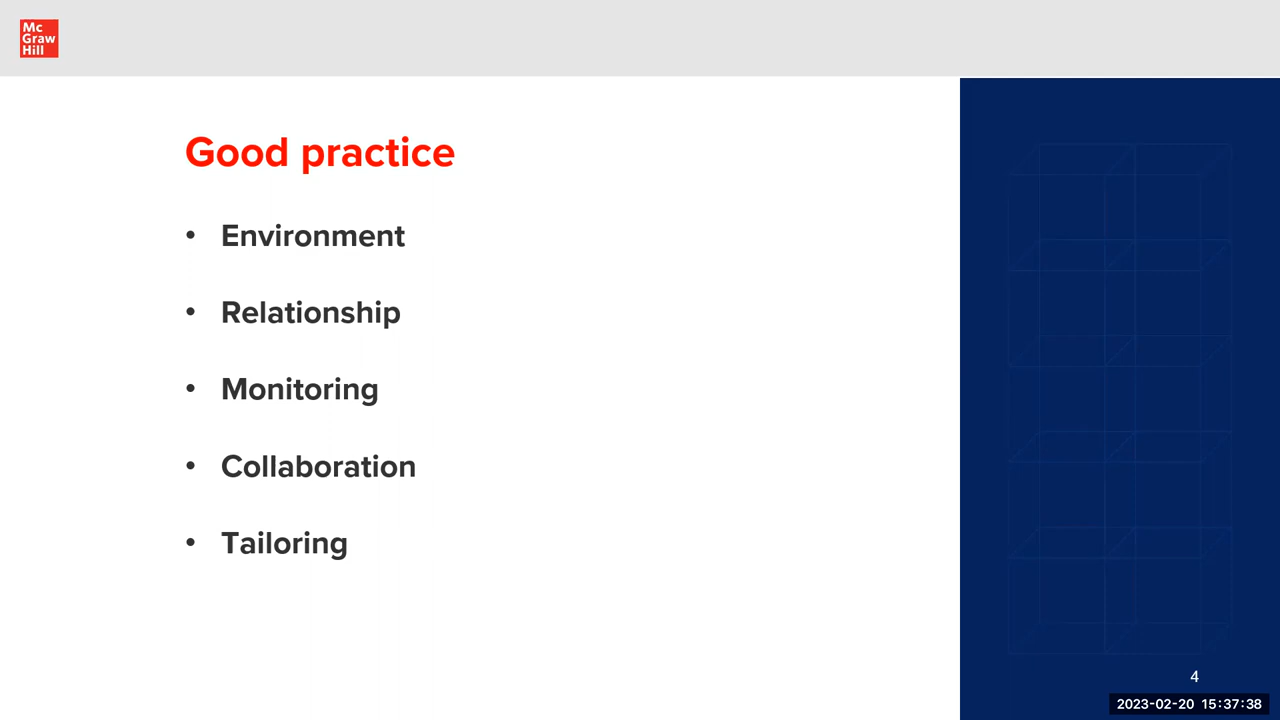 Mc
Graw
Hill
Good practice
• Environment
• Relationship
• Monitoring
• Collaboration
• Tailoring
4
2023-02-20 15:37:38